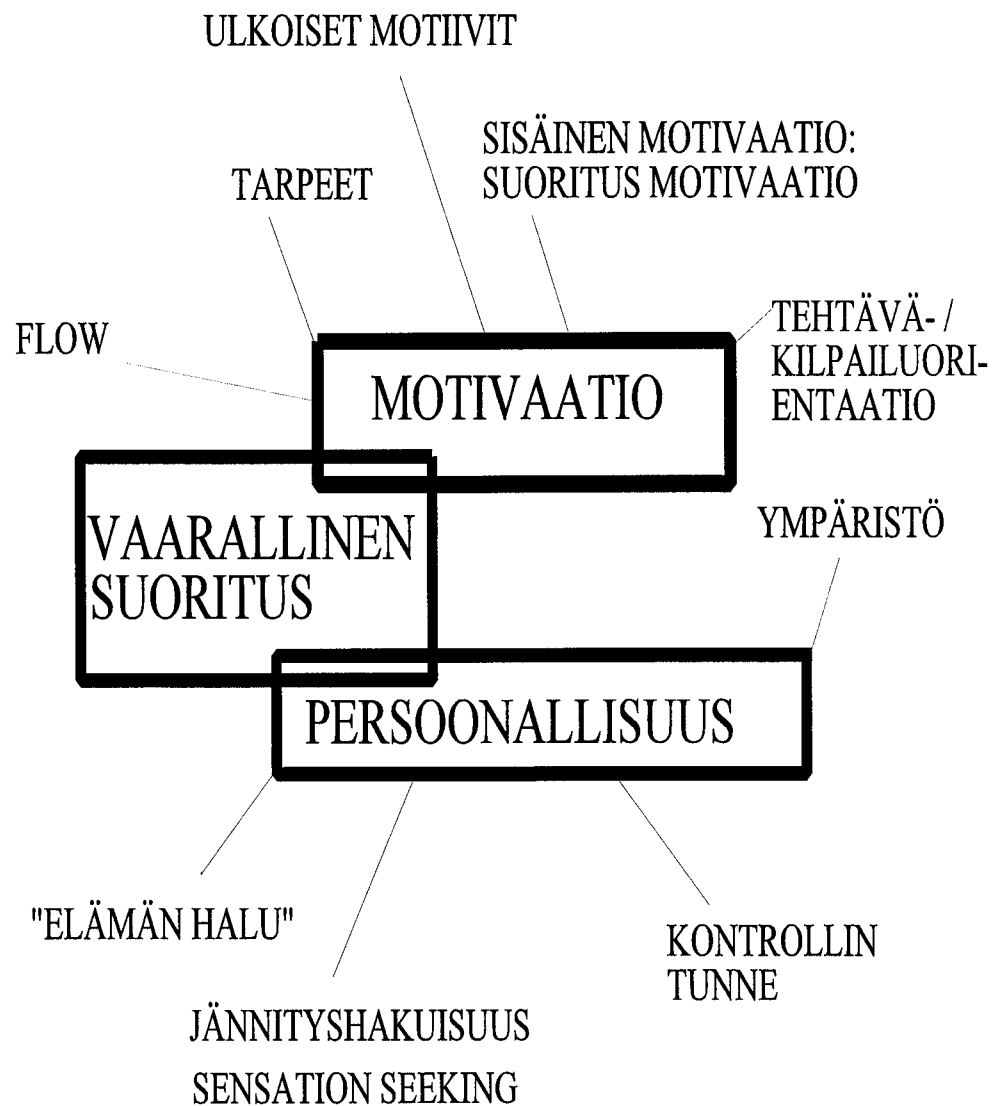 ULKOISET MOTIIVIT
SISÄINEN MOTIVAATIO:
SUORITUS MOTIVAATIO
TARPEET
TEHTÄVÄ- /
KILPAILUORI-
ENTAATIO
FLOW
MOTIVAATIO
YMPÄRISTÖ
VAARALLINEN
SUORITUS
PERSOONALLISUUS
"ELÄMÄN HALU"
KONTROLLIN
TUNNE
JÄNNITYSHAKUISUUS
SENSATION SEEKING